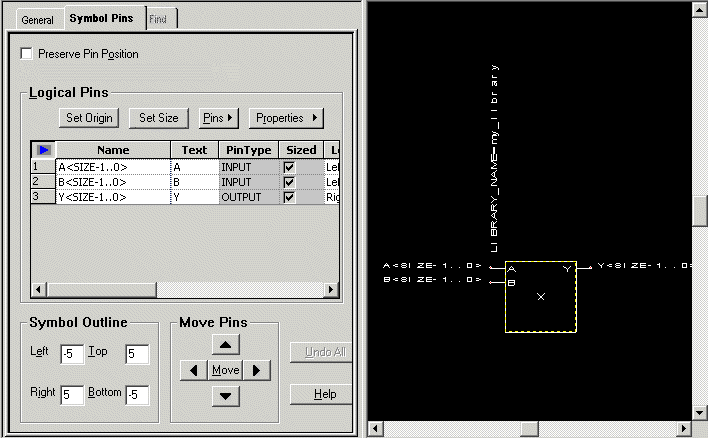 General Symbol Pins Find
Preserve Pin Position
Logical Pins
Set Origin Set Size Pins Properties
Name Text PinType Sized Lo
1 A<SIZE-1..0> A INPUT Left
2 B<SIZE-1..0> B INPUT Left
3 Y<SIZE-1..0> Y OUTPUT Rig
Symbol Outline
Left -5 Top 5
Right 5 Bottom -5
Move Pins
Move
Undo All
Help
LIBRARY_NAME=my_library
A<SIZE-1..0> A Y Y<SIZE-1..0>
B<SIZE-1..0> B